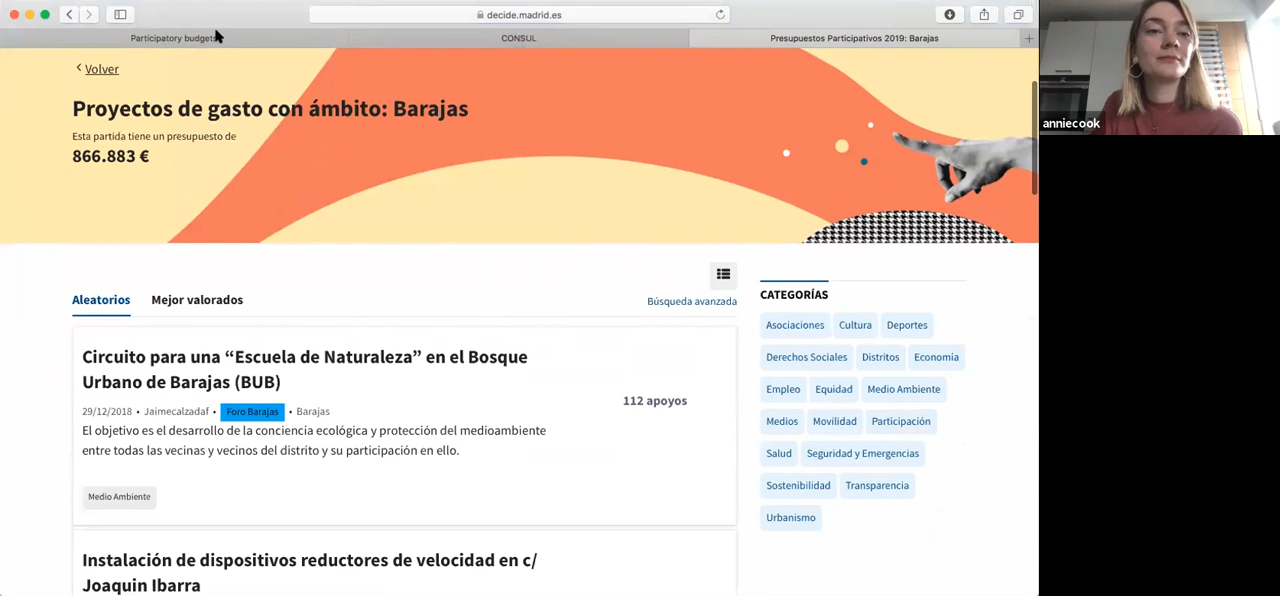 decide.madrid.es
Participatory budgets
CONSUL
Presupuestos Participativos 2019: Barajas
Volver
Proyectos de gasto con ámbito: Barajas
Esta partida tiene un presupuesto de
866.883 €
Aleatorios
Mejor valorados
Búsqueda avanzada
Circuito para una “Escuela de Naturaleza” en el Bosque
Urbano de Barajas (BUB)
29/12/2018 • Jaimecalzadaf • Foro Barajas • Barajas
El objetivo es el desarrollo de la conciencia ecológica y protección del medioambiente
entre todas las vecinas y vecinos del distrito y su participación en ello.
112 apoyos
Medio Ambiente
Instalación de dispositivos reductores de velocidad en c/
Joaquin Ibarra
CATEGORÍAS
Asociaciones Cultura Deportes
Derechos Sociales Distritos Economía
Empleo Equidad Medio Ambiente
Medios Movilidad Participación
Salud Seguridad y Emergencias
Sostenibilidad Transparencia
Urbanismo
anniecook